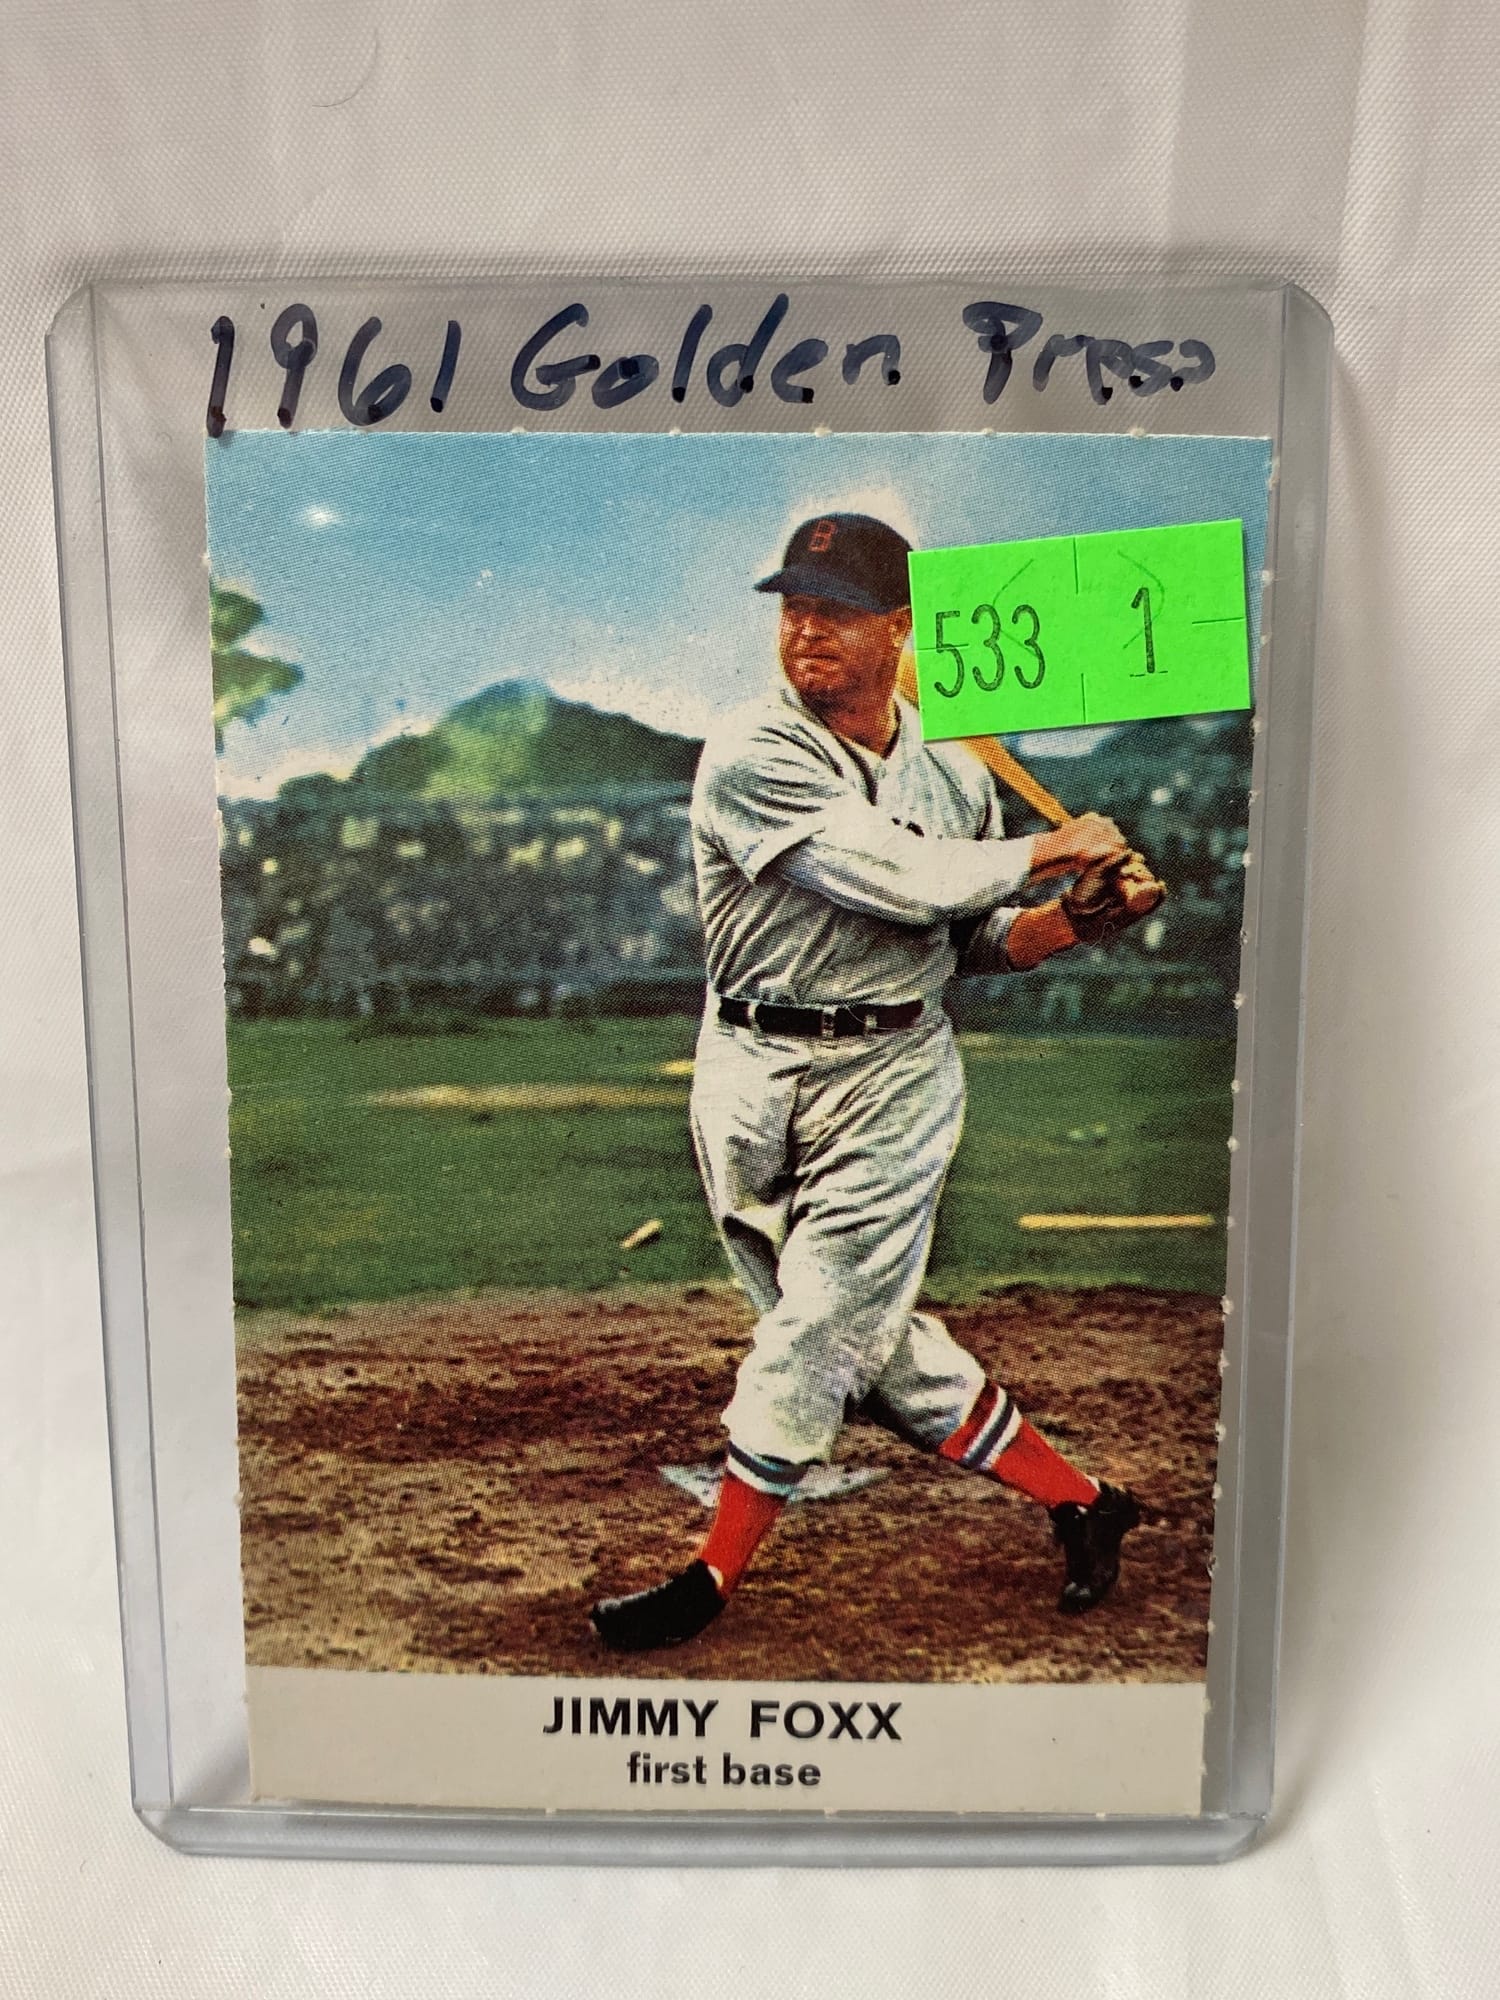 1961 Golden Press
B
533 1
JIMMY FOXX
first base